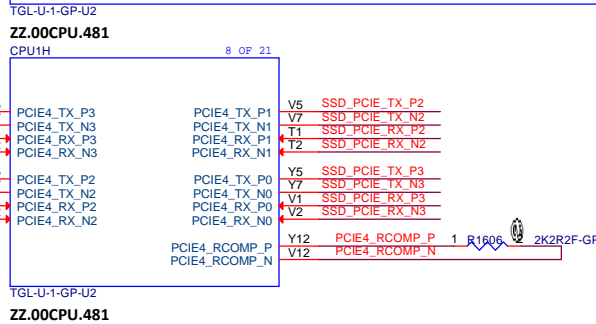 TGL-U-1-GP-U2
ZZ.00CPU.481
CPU1H 8 OF 21
PCIE4_TX_P3 PCIE4_TX_P1 V5 SSD_PCIE_TX_P2
PCIE4_TX_N3 PCIE4_TX_N1 V7 SSD_PCIE_TX_N2
PCIE4_RX_P3 PCIE4_RX_P1 T1 SSD_PCIE_RX_P2
PCIE4_RX_N3 PCIE4_RX_N1 T2 SSD_PCIE_RX_N2
PCIE4_TX_P2 PCIE4_TX_P0 Y5 SSD_PCIE_TX_P3
PCIE4_TX_N2 PCIE4_TX_N0 Y7 SSD_PCIE_TX_N3
PCIE4_RX_P2 PCIE4_RX_P0 V1 SSD_PCIE_RX_P3
PCIE4_RX_N2 PCIE4_RX_N0 V2 SSD_PCIE_RX_N3
PCIE4_RCOMP_P Y12 PCIE4_RCOMP_P 1 R1606 2 2K2R2F-GP
PCIE4_RCOMP_N V12 PCIE4_RCOMP_N
TGL-U-1-GP-U2
ZZ.00CPU.481